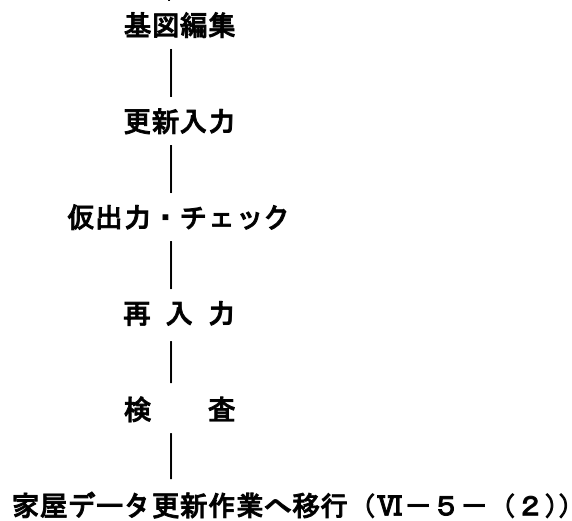 基図編集
更新入力
仮出力・チェック
再 入 力
検　　査
家屋データ更新作業へ移行（Ⅵ－５－（２））